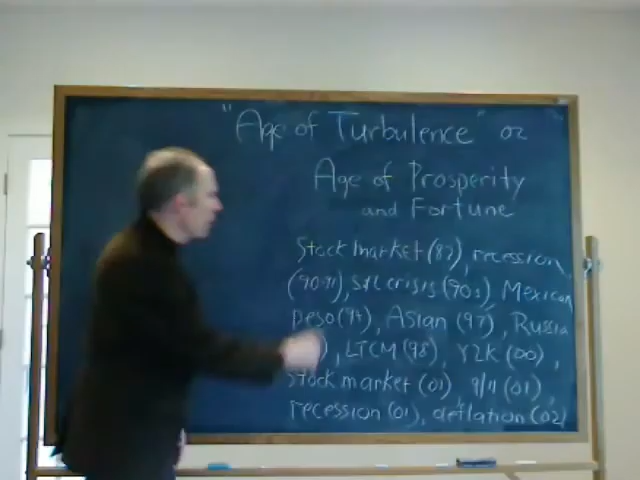 "Age of Turbulence" or
Age of Prosperity
and Fortune
Stock market (87), recession
(90-91), S&L crisis (90s), Mexican
peso (94), Asian (97), Russia
), LTCM (98), Y2K (00),
Stock market (01), 9/11 (01),
recession (01), deflation (02)